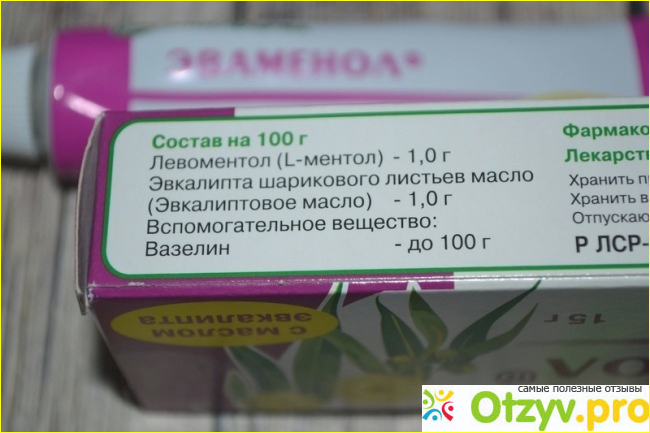 ЭВАМЕНОЛ®
Состав на 100 г
Левоментол (L-ментол) - 1,0 г
Эвкалипта шарикового листьев масло
(Эвкалиптовое масло) - 1,0 г
Вспомогательное вещество:
Вазелин - до 100 г
Фармако
Лекарств
Хранить
Хранить в
Отпускаю
Р ЛСР-
С МАСЛОМ
ЭВКАЛИПТА
15 г
самые полезные отзывы
Otzyv.pro